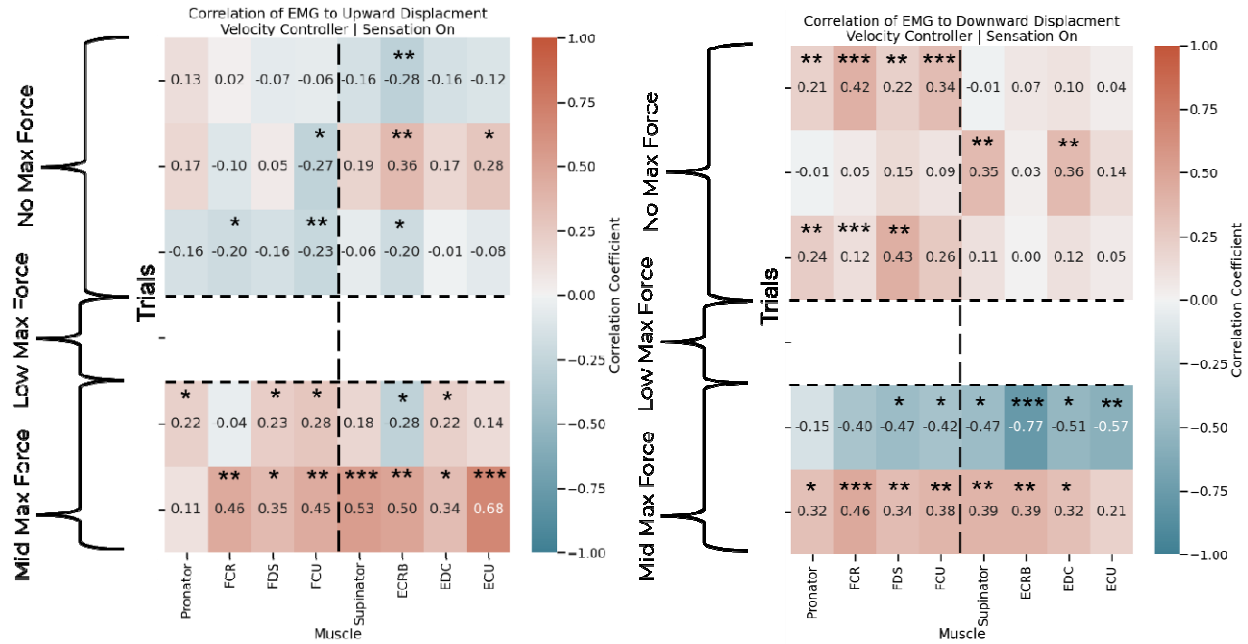 Correlation of EMG to Upward Displacment
Velocity Controller | Sensation On
No Max Force
Low Max Force
Mid Max Force
Trials
**
0.13 0.02 -0.07 -0.06 -0.16 -0.28 -0.16 -0.12
* ** *
0.17 -0.10 0.05 -0.27 0.19 0.36 0.17 0.28
* ** *
-0.16 -0.20 -0.16 -0.23 -0.06 -0.20 -0.01 -0.08
* * * * *
0.22 -0.04 0.23 0.28 0.18 -0.28 0.22 0.14
** * ** *** ** * ***
0.11 0.46 0.35 0.45 0.53 0.50 0.34 0.68
Pronator FCR FDS FCU Supinator ECRB EDC ECU
Muscle
1.00
0.75
0.50
0.25
0.00
−0.25
−0.50
−0.75
−1.00
Correlation Coefficient
Correlation of EMG to Downward Displacment
Velocity Controller | Sensation On
No Max Force
Low Max Force
Mid Max Force
Trials
** *** ** ***
0.21 0.42 0.22 0.34 -0.01 0.07 0.10 0.04
** **
-0.01 0.05 0.15 0.09 0.35 0.03 0.36 0.14
** *** **
0.24 0.12 0.43 0.26 0.11 0.00 0.12 0.05
* * * *** * **
-0.15 -0.40 -0.47 -0.42 -0.47 -0.77 -0.51 -0.57
* *** ** ** ** ** *
0.32 0.46 0.34 0.38 0.39 0.39 0.32 0.21
Pronator FCR FDS FCU Supinator ECRB EDC ECU
Muscle
1.00
0.75
0.50
0.25
0.00
−0.25
−0.50
−0.75
−1.00
Correlation Coefficient